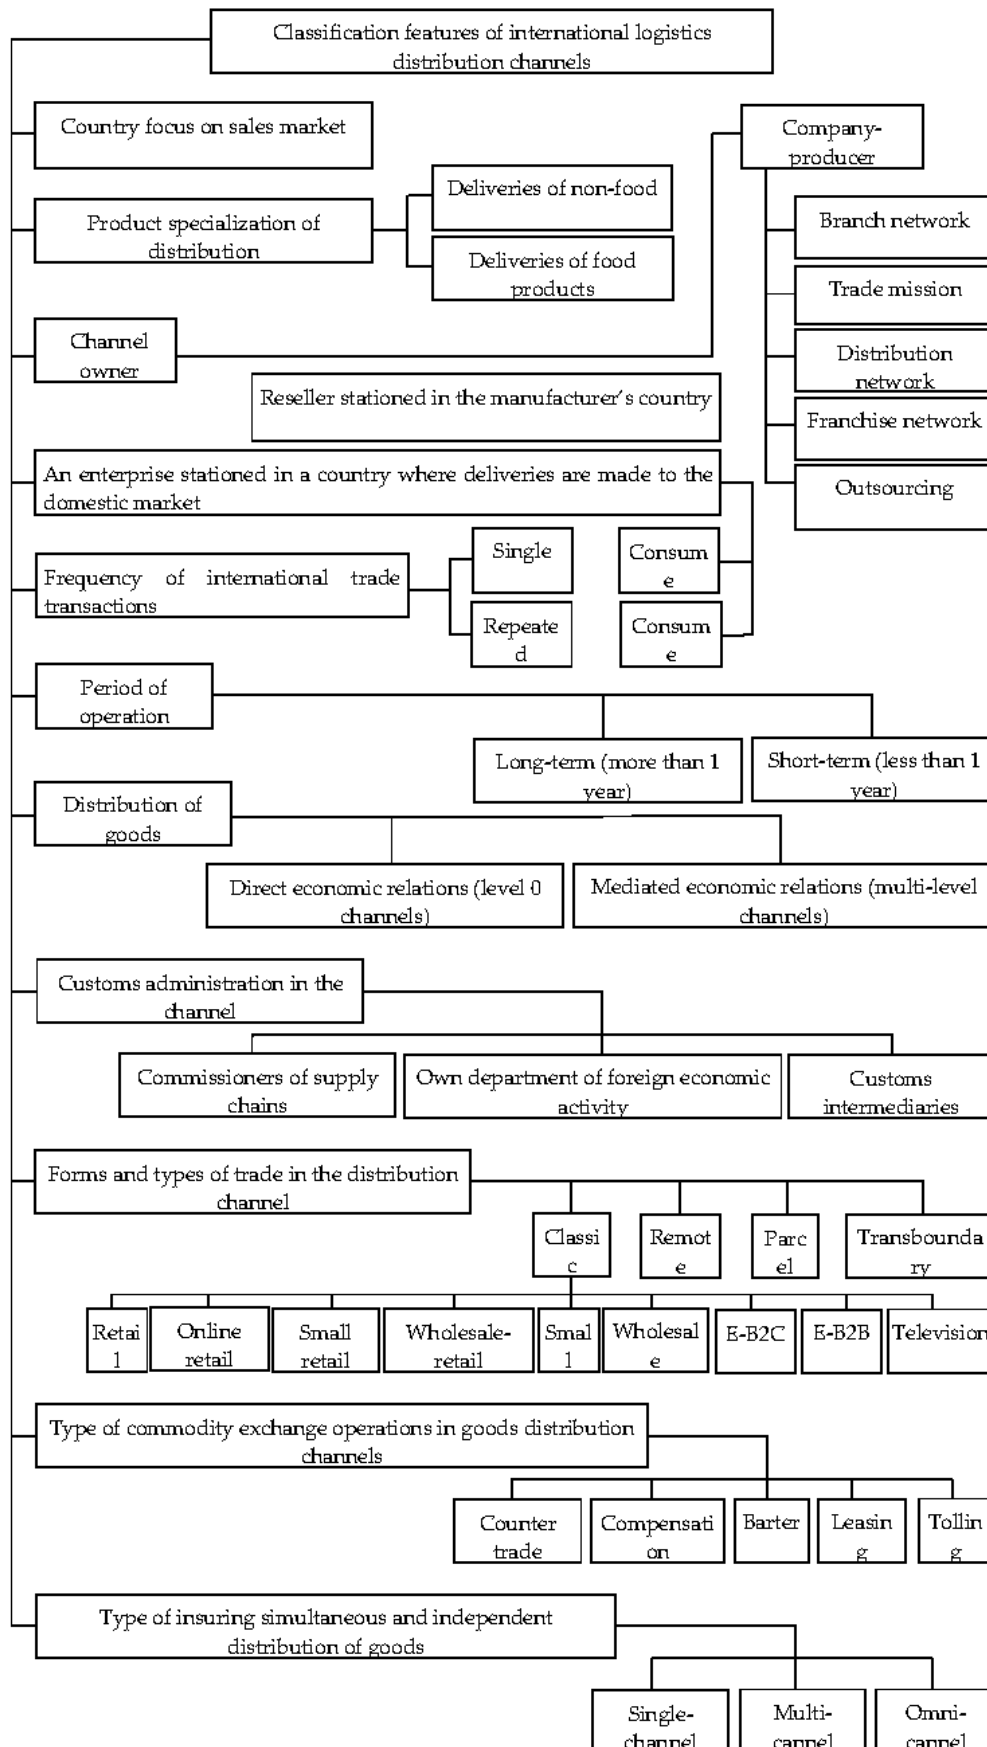 Classification features of international logistics
distribution channels
Country focus on sales market
Company-
producer
Deliveries of non-food
Product specialization of
distribution
Branch network
Deliveries of food
products
Trade mission
Channel
owner
Distribution
network
Reseller stationed in the manufacturer's country
Franchise network
An enterprise stationed in a country where deliveries are made to the
domestic market
Outsourcing
Single
Consum
e
Frequency of international trade
transactions
Repeate
d
Consum
e
Period of
operation
Long-term (more than 1
year)
Short-term (less than 1
year)
Distribution of
goods
Direct economic relations (level 0
channels)
Mediated economic relations (multi-level
channels)
Customs administration in the
channel
Commissioners of supply
chains
Own department of foreign economic
activity
Customs
intermediaries
Forms and types of trade in the distribution
channel
Classi
c
Remot
e
Parc
el
Transbounda
ry
Retai
l
Online
retail
Small
retail
Wholesale-
retail
Smal
l
Wholesal
e
E-B2C
E-B2B
Television
Type of commodity exchange operations in goods distribution
channels
Counter
trade
Compensati
on
Barter
Leasin
g
Tollin
g
Type of insuring simultaneous and independent
distribution of goods
Single-
channel
Multi-
cannel
Omni-
cannel